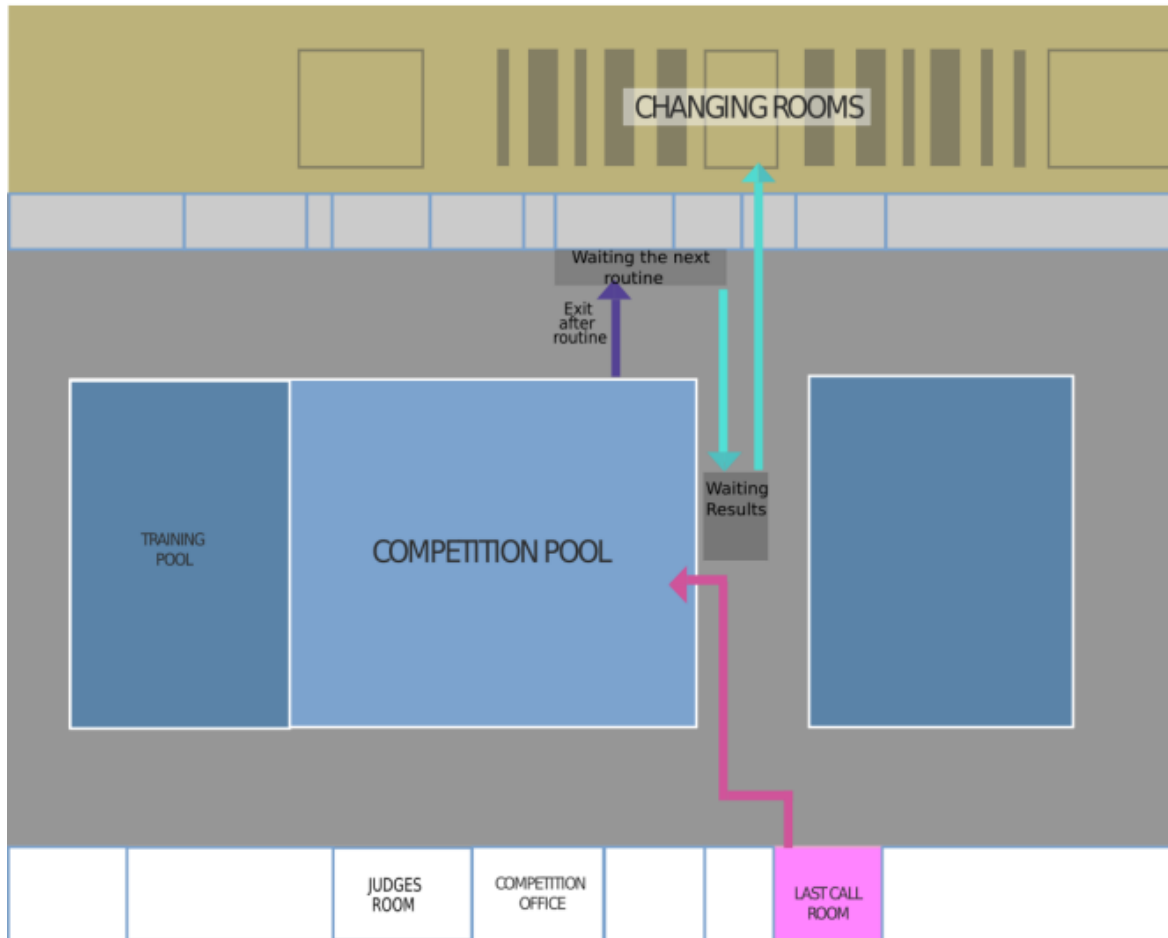 CHANGING ROOMS
Waiting the next
routine
Exit
after
routine
Waiting
Results
TRAINING
POOL
COMPETITION POOL
JUDGES
ROOM
COMPETITION
OFFICE
LAST CALL
ROOM